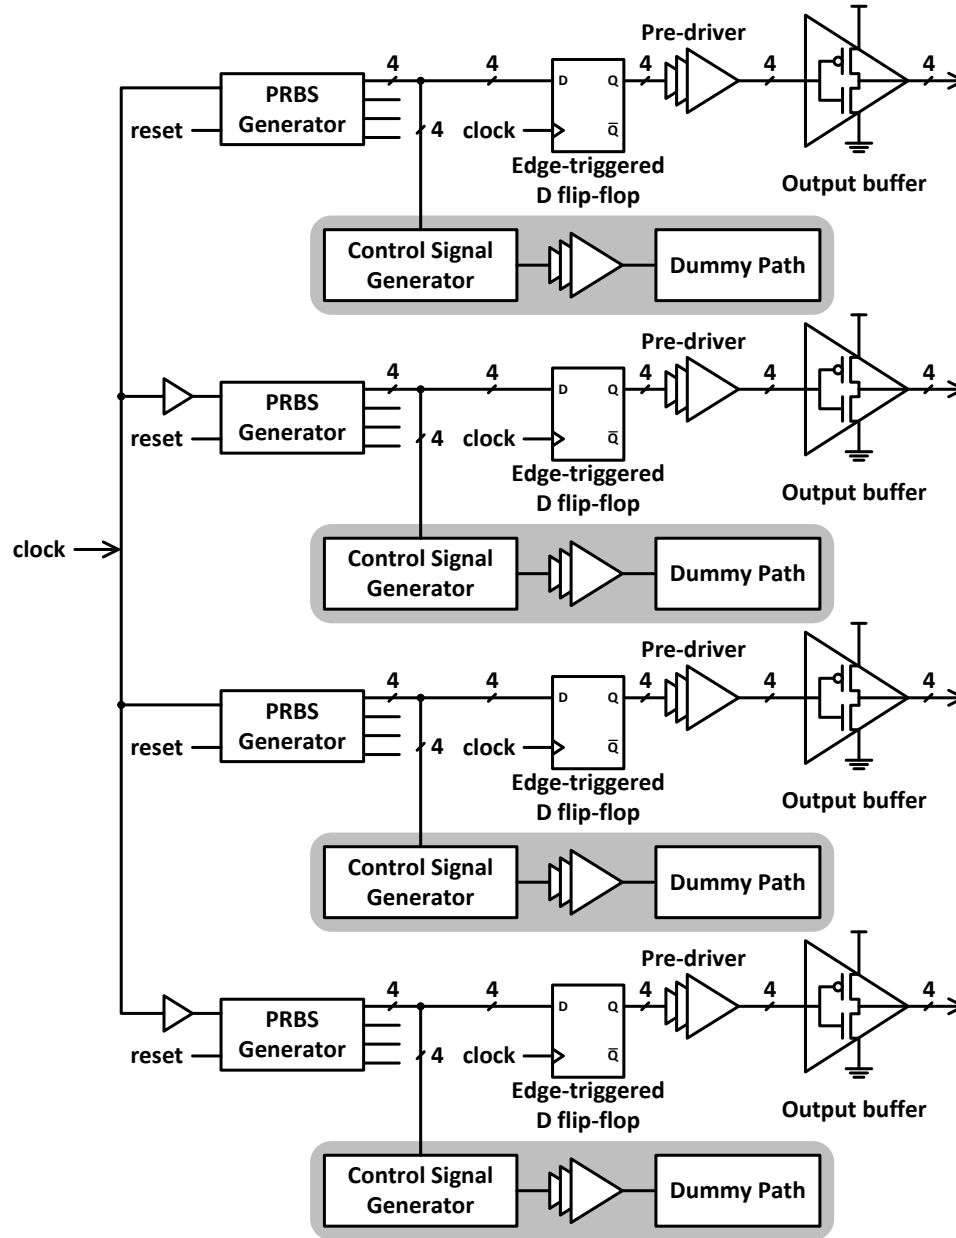 Pre-driver
4 4 4 4 4
PRBS
Generator
D Q
reset
4
clock
Q̅
Edge-triggered
D flip-flop
Output buffer
Control Signal
Generator
Dummy Path
Pre-driver
4 4 4 4 4
PRBS
Generator
D Q
reset
4
clock
Q̅
Edge-triggered
D flip-flop
Output buffer
clock
Control Signal
Generator
Dummy Path
Pre-driver
4 4 4 4 4
PRBS
Generator
D Q
reset
4
clock
Q̅
Edge-triggered
D flip-flop
Output buffer
Control Signal
Generator
Dummy Path
Pre-driver
4 4 4 4 4
PRBS
Generator
D Q
reset
4
clock
Q̅
Edge-triggered
D flip-flop
Output buffer
Control Signal
Generator
Dummy Path